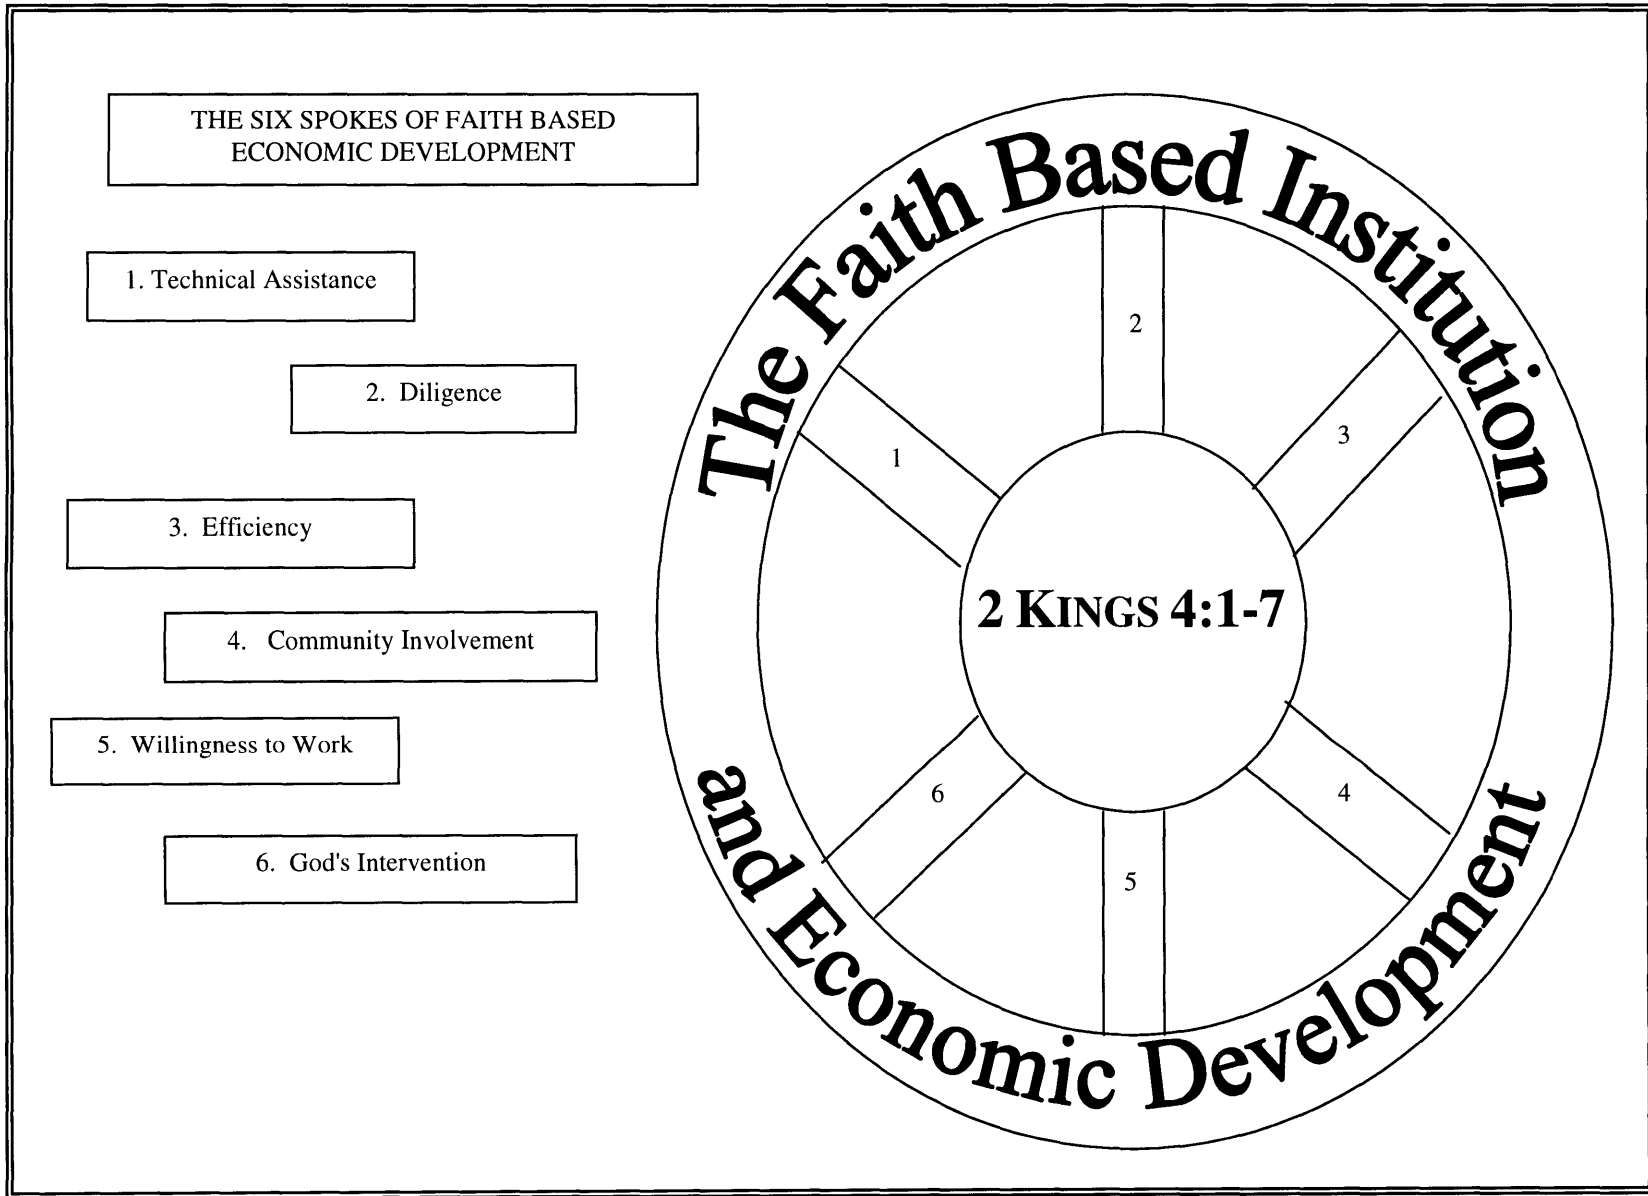 THE SIX SPOKES OF FAITH BASED
ECONOMIC DEVELOPMENT
1. Technical Assistance
2. Diligence
3. Efficiency
4. Community Involvement
5. Willingness to Work
6. God's Intervention
The Faith Based Institution
2
3
1
2 KINGS 4:1-7
6
4
5
and Economic Development